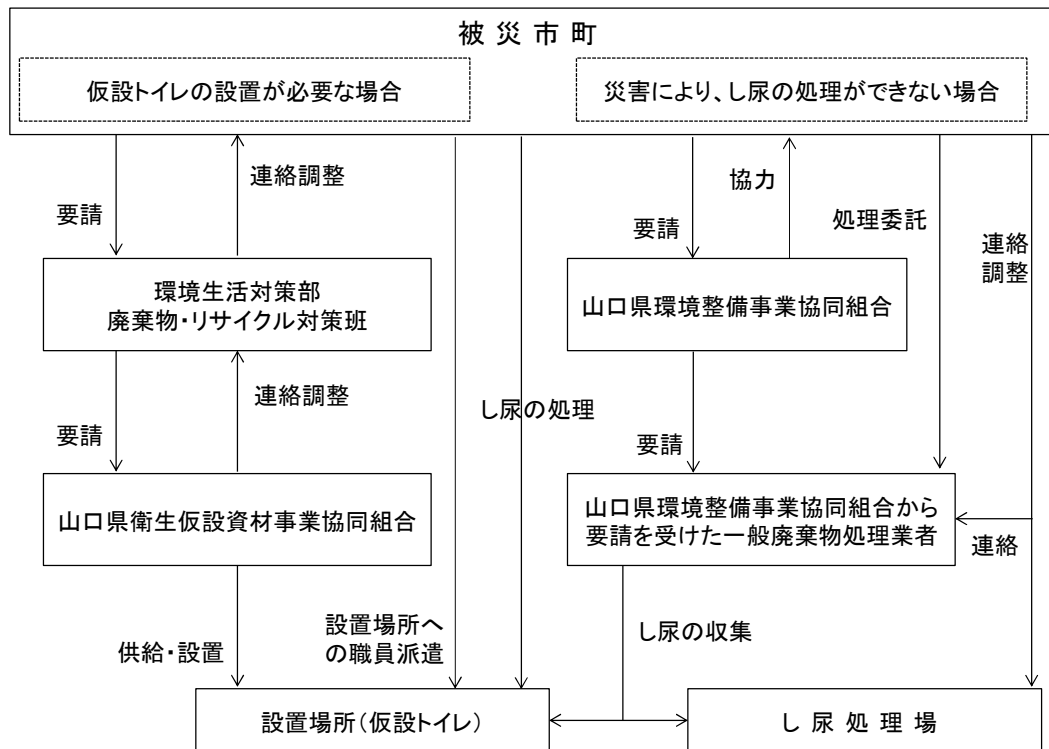 被災市町
仮設トイレの設置が必要な場合
災害により、し尿の処理ができない場合
連絡調整
協力
要請
要請
処理委託
連絡
調整
環境生活対策部
廃棄物・リサイクル対策班
山口県環境整備事業協同組合
連絡調整
し尿の処理
要請
要請
山口県衛生仮設資材事業協同組合
山口県環境整備事業協同組合から
要請を受けた一般廃棄物処理業者
連絡
供給・設置
設置場所へ
の職員派遣
し尿の収集
設置場所(仮設トイレ)
し尿処理場